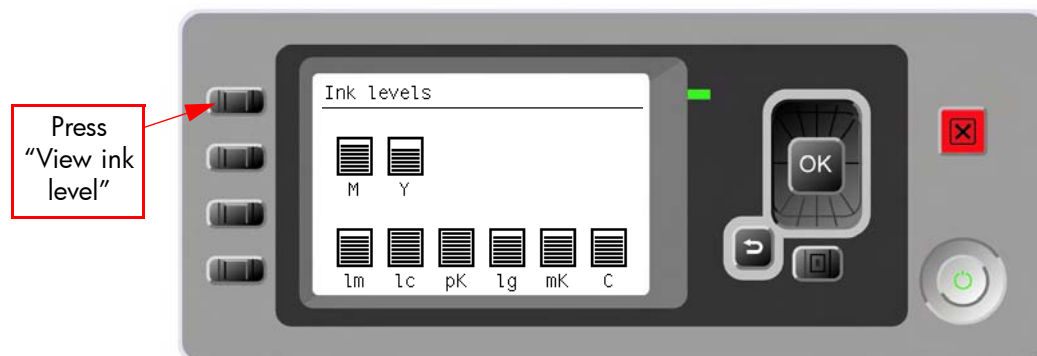 Press
“View ink
level”
Ink levels
M Y
lm lc pK lg mK C
OK